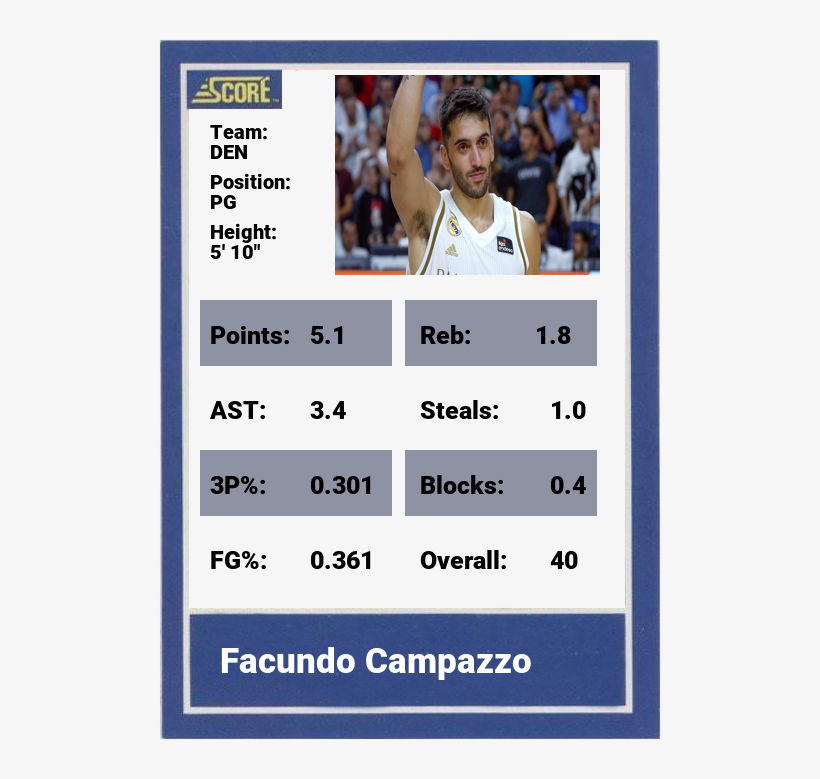 SCORE
Team:
DEN
Position:
PG
Height:
5' 10"
Points: 5.1 Reb: 1.8
AST: 3.4 Steals: 1.0
3P%: 0.301 Blocks: 0.4
FG%: 0.361 Overall: 40
Facundo Campazzo